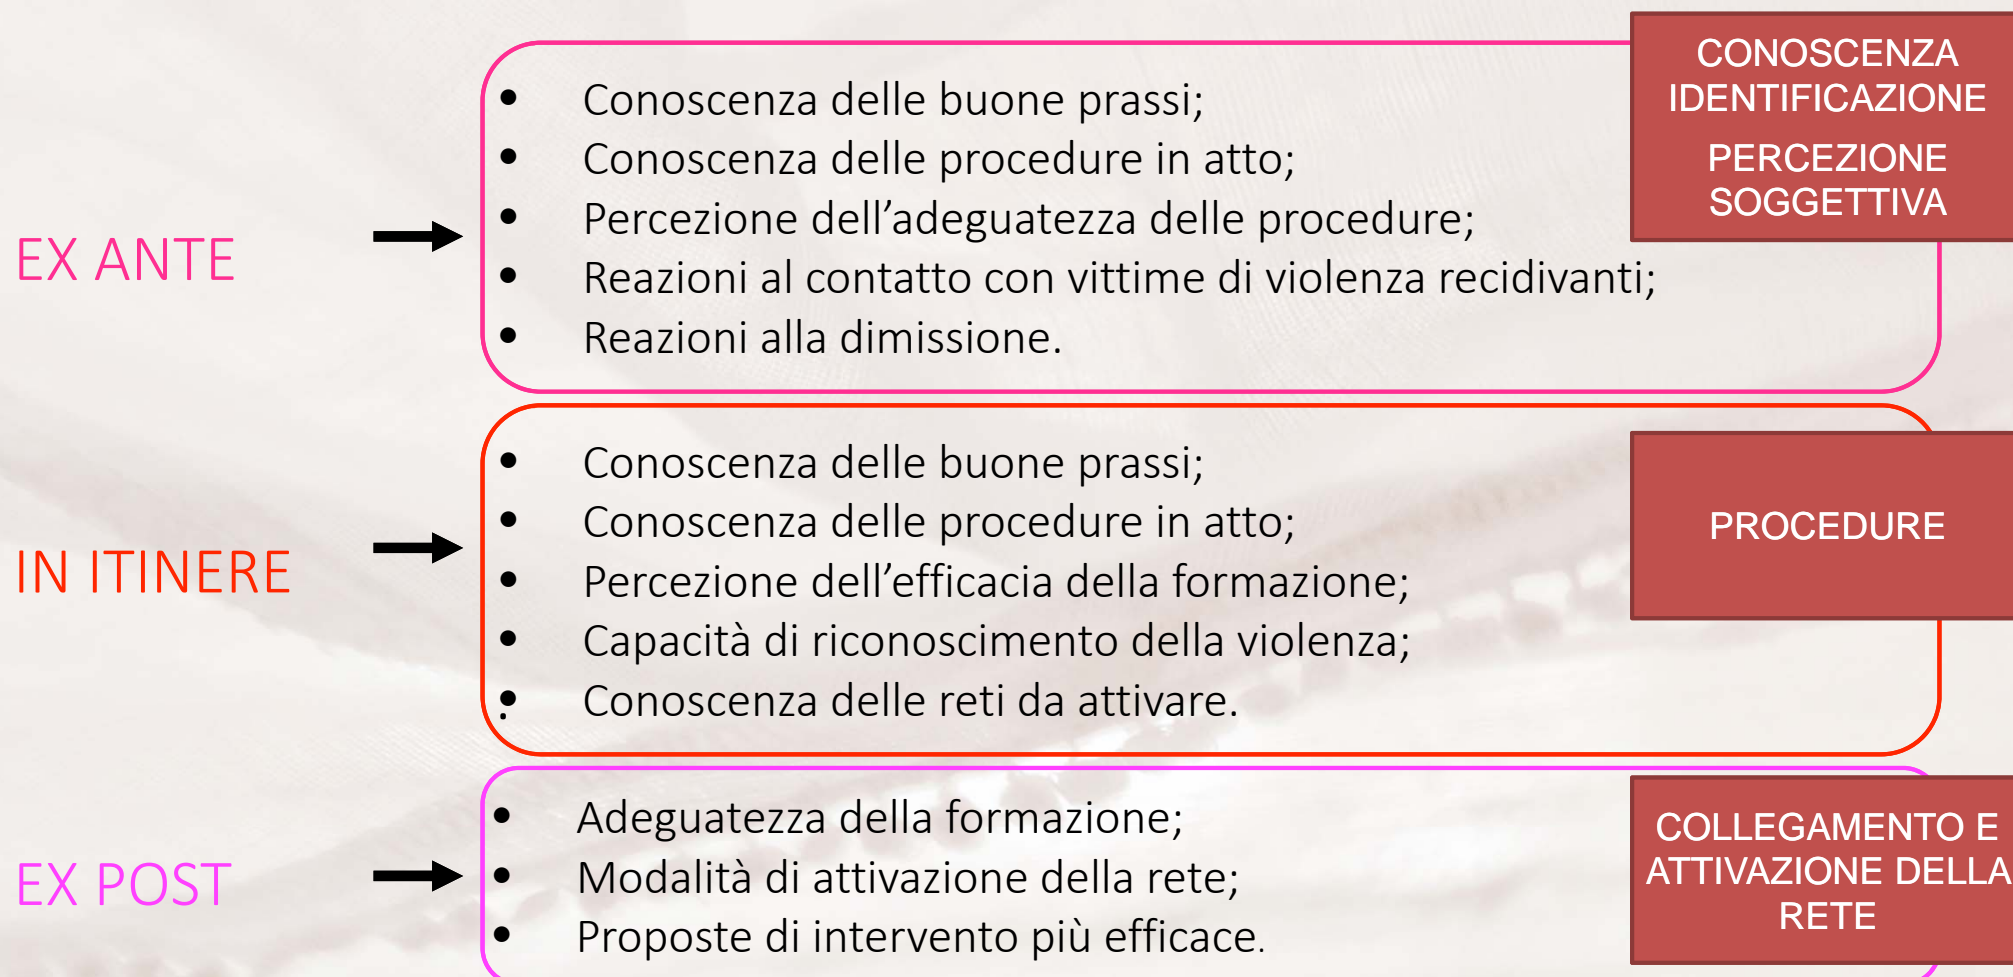 EX ANTE
• Conoscenza delle buone prassi;
• Conoscenza delle procedure in atto;
• Percezione dell’adeguatezza delle procedure;
• Reazioni al contatto con vittime di violenza recidivanti;
• Reazioni alla dimissione.
CONOSCENZA
IDENTIFICAZIONE
PERCEZIONE
SOGGETTIVA
IN ITINERE
• Conoscenza delle buone prassi;
• Conoscenza delle procedure in atto;
• Percezione dell’efficacia della formazione;
• Capacità di riconoscimento della violenza;
• Conoscenza delle reti da attivare.
.
PROCEDURE
EX POST
• Adeguatezza della formazione;
• Modalità di attivazione della rete;
• Proposte di intervento più efficace.
COLLEGAMENTO E
ATTIVAZIONE DELLA
RETE